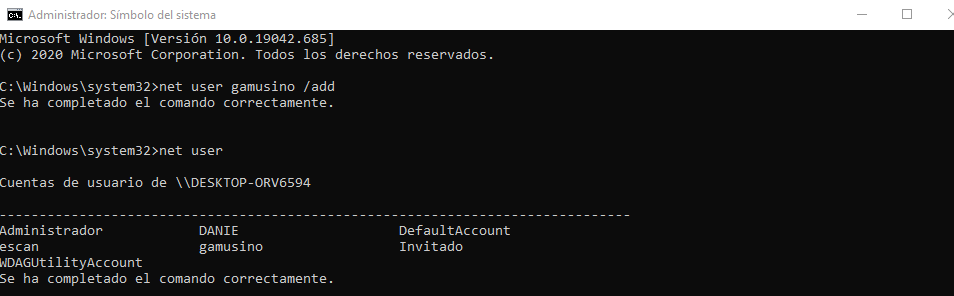 Administrador: Símbolo del sistema
Microsoft Windows [Versión 10.0.19042.685]
(c) 2020 Microsoft Corporation. Todos los derechos reservados.
C:\Windows\system32>net user gamusino /add
Se ha completado el comando correctamente.
C:\Windows\system32>net user
Cuentas de usuario de \\DESKTOP-ORV6594
-------------------------------------------------------------------------------
Administrador            DANIE                    DefaultAccount
escan                    gamusino                 Invitado
WDAGUtilityAccount
Se ha completado el comando correctamente.